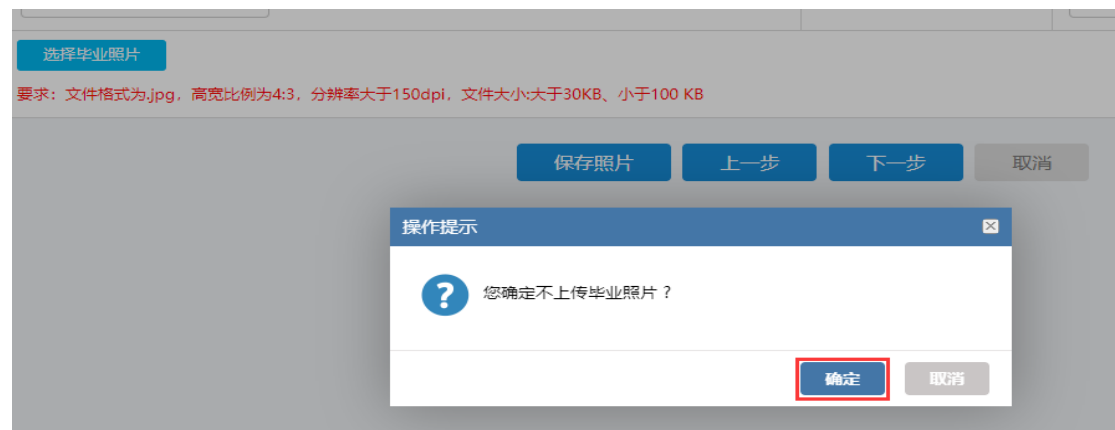 选择毕业照片
要求：文件格式为.jpg，高宽比例为4:3，分辨率大于150dpi，文件大小:大于30KB、小于100 KB
保存照片 上一步 下一步 取消
操作提示
您确定不上传毕业照片？
确定 取消